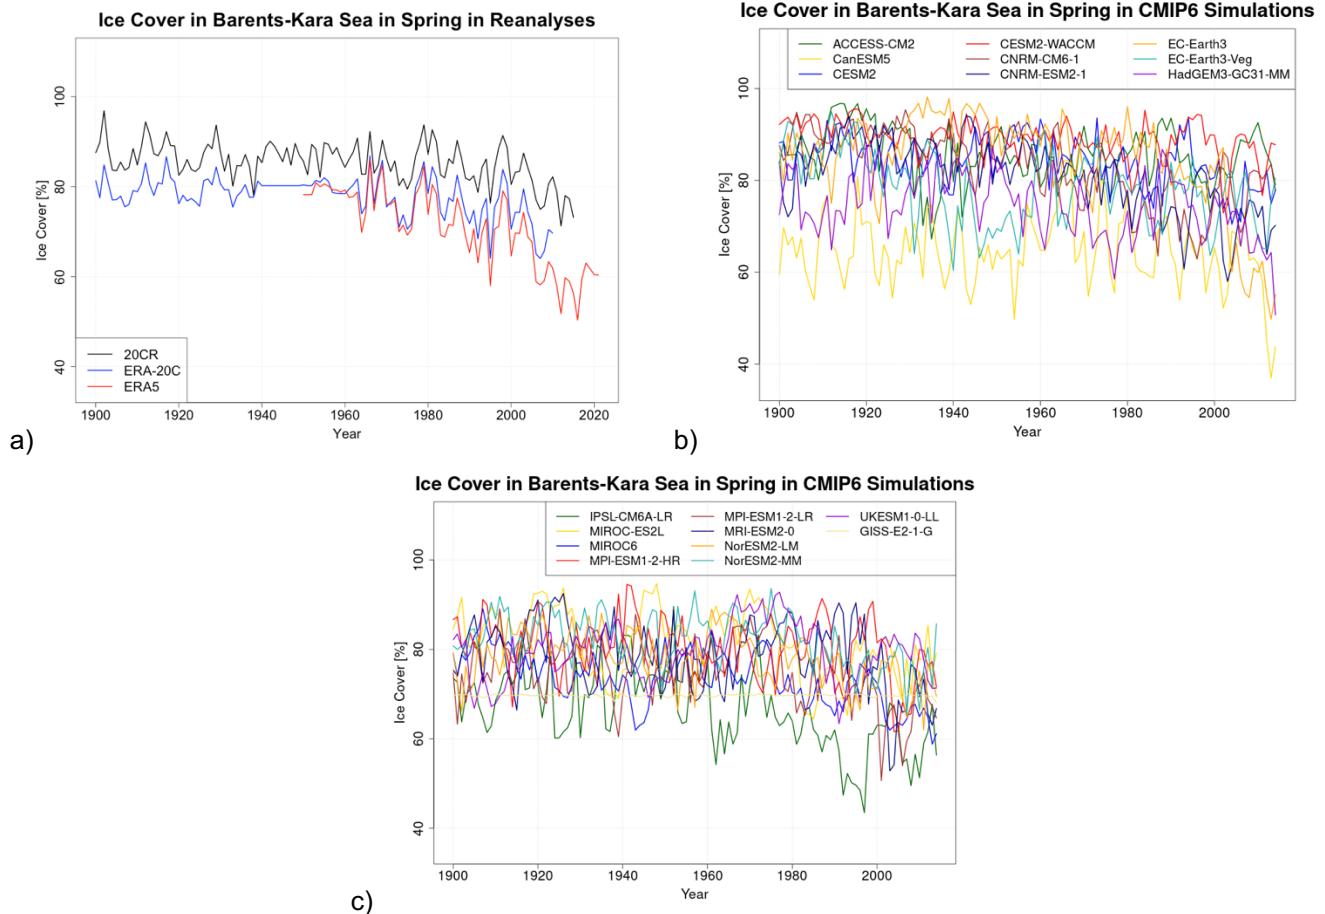 Ice Cover in Barents-Kara Sea in Spring in Reanalyses
Ice Cover [%]
100
80
60
40
20CR
ERA-20C
ERA5
1900 1920 1940 1960 1980 2000 2020
Year
a)
Ice Cover in Barents-Kara Sea in Spring in CMIP6 Simulations
ACCESS-CM2 CESM2-WACCM EC-Earth3
CanESM5 CNRM-CM6-1 EC-Earth3-Veg
CESM2 CNRM-ESM2-1 HadGEM3-GC31-MM
Ice Cover [%]
100
80
60
40
1900 1920 1940 1960 1980 2000
Year
b)
Ice Cover in Barents-Kara Sea in Spring in CMIP6 Simulations
IPSL-CM6A-LR MPI-ESM1-2-LR UKESM1-0-LL
MIROC-ES2L MRI-ESM2-0 GISS-E2-1-G
MIROC6 NorESM2-LM
MPI-ESM1-2-HR NorESM2-MM
Ice Cover [%]
100
80
60
40
1900 1920 1940 1960 1980 2000
Year
c)